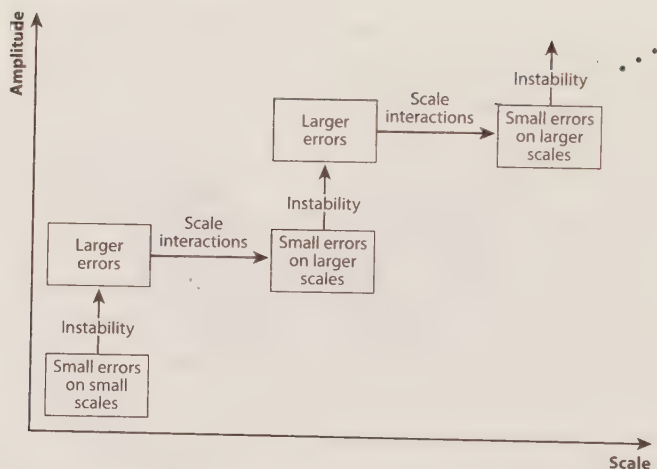 Amplitude
Instability
Scale
interactions
Larger
errors
Small errors
on larger
scales
Instability
Scale
interactions
Larger
errors
Small errors
on larger
scales
Instability
Small errors
on small
scales
Scale